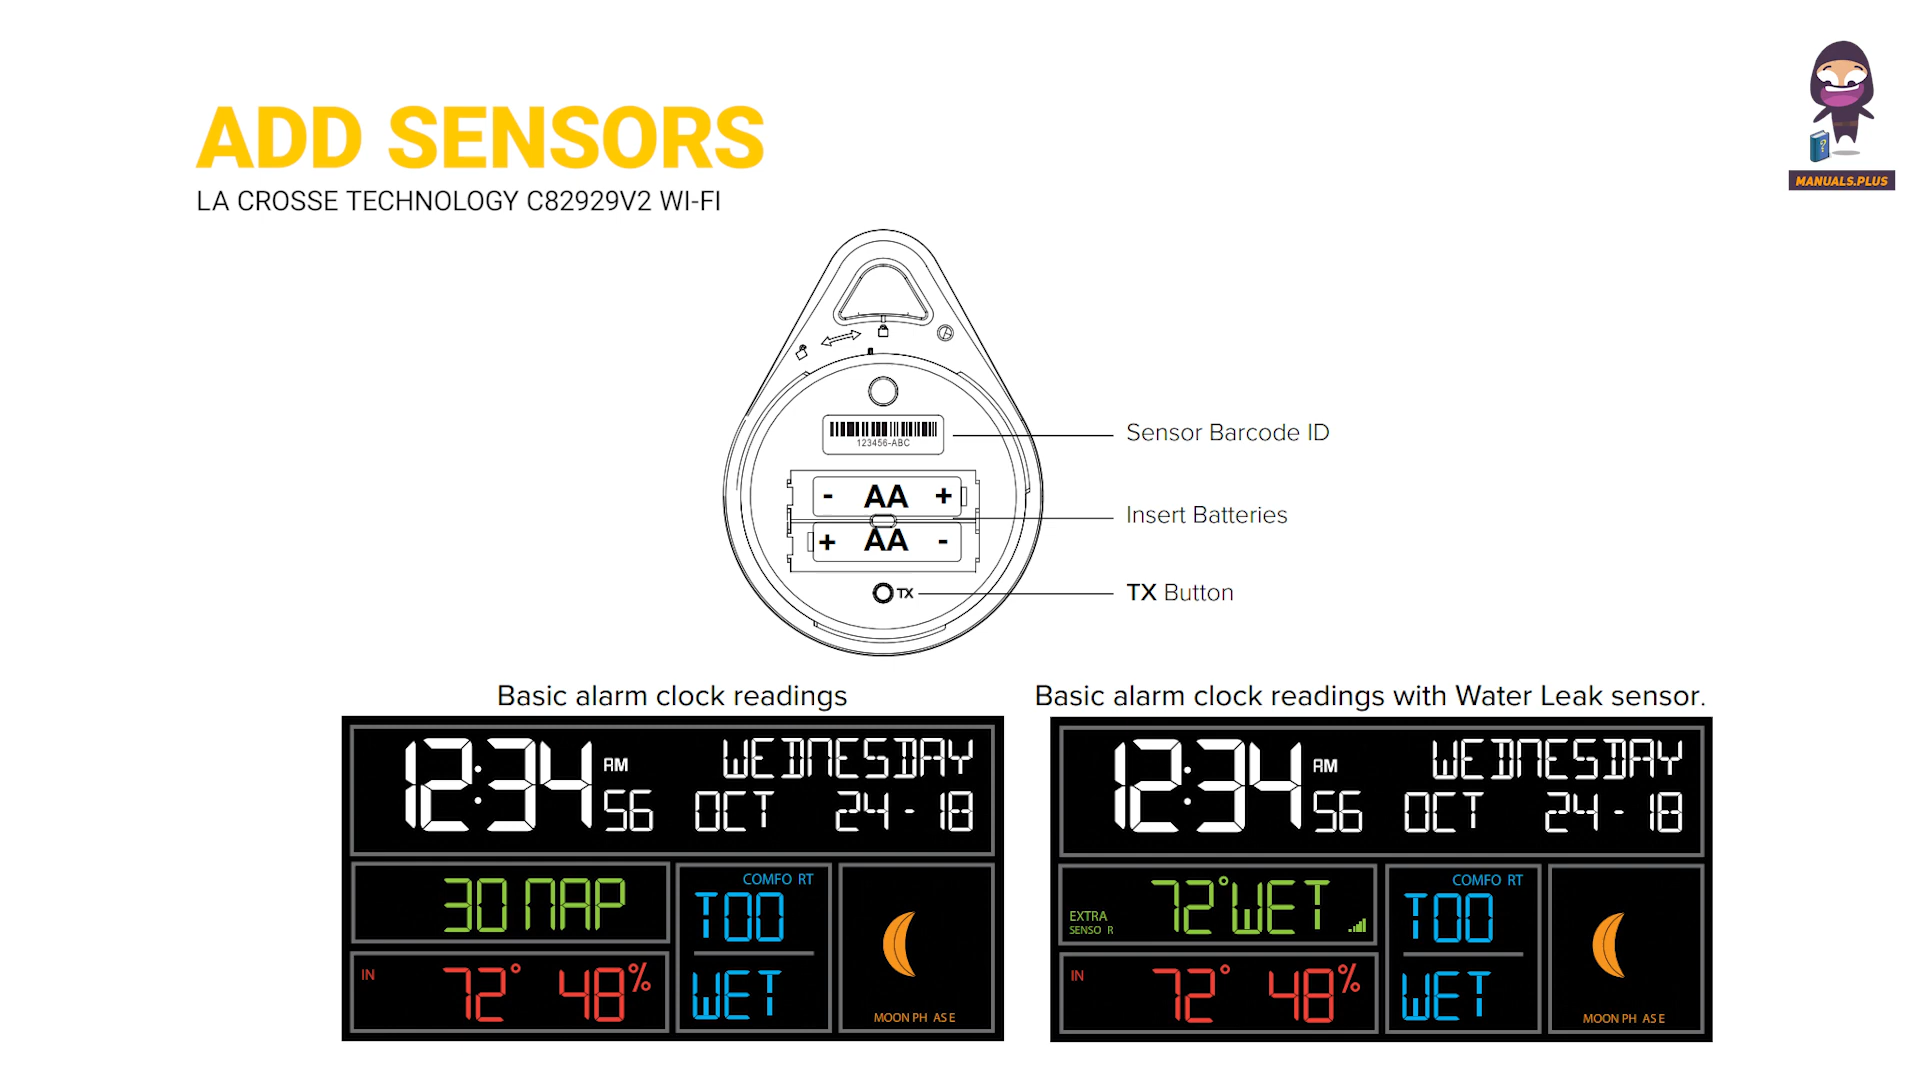 ADD SENSORS
LA CROSSE TECHNOLOGY C82929V2 WI-FI
MANUALS.PLUS
123456-ABC
Sensor Barcode ID
- AA +
Insert Batteries
+ AA -
TX
TX Button
Basic alarm clock readings
12:34 AM 56
WEDNESDAY
OCT 24-18
30 NAP
COMFO RT
TOO
WET
IN 72° 48%
MOON PH ASE
Basic alarm clock readings with Water Leak sensor.
12:34 AM 56
WEDNESDAY
OCT 24-18
EXTRA
SENSO R
72°WET
COMFO RT
TOO
WET
IN 72° 48%
MOON PH ASE